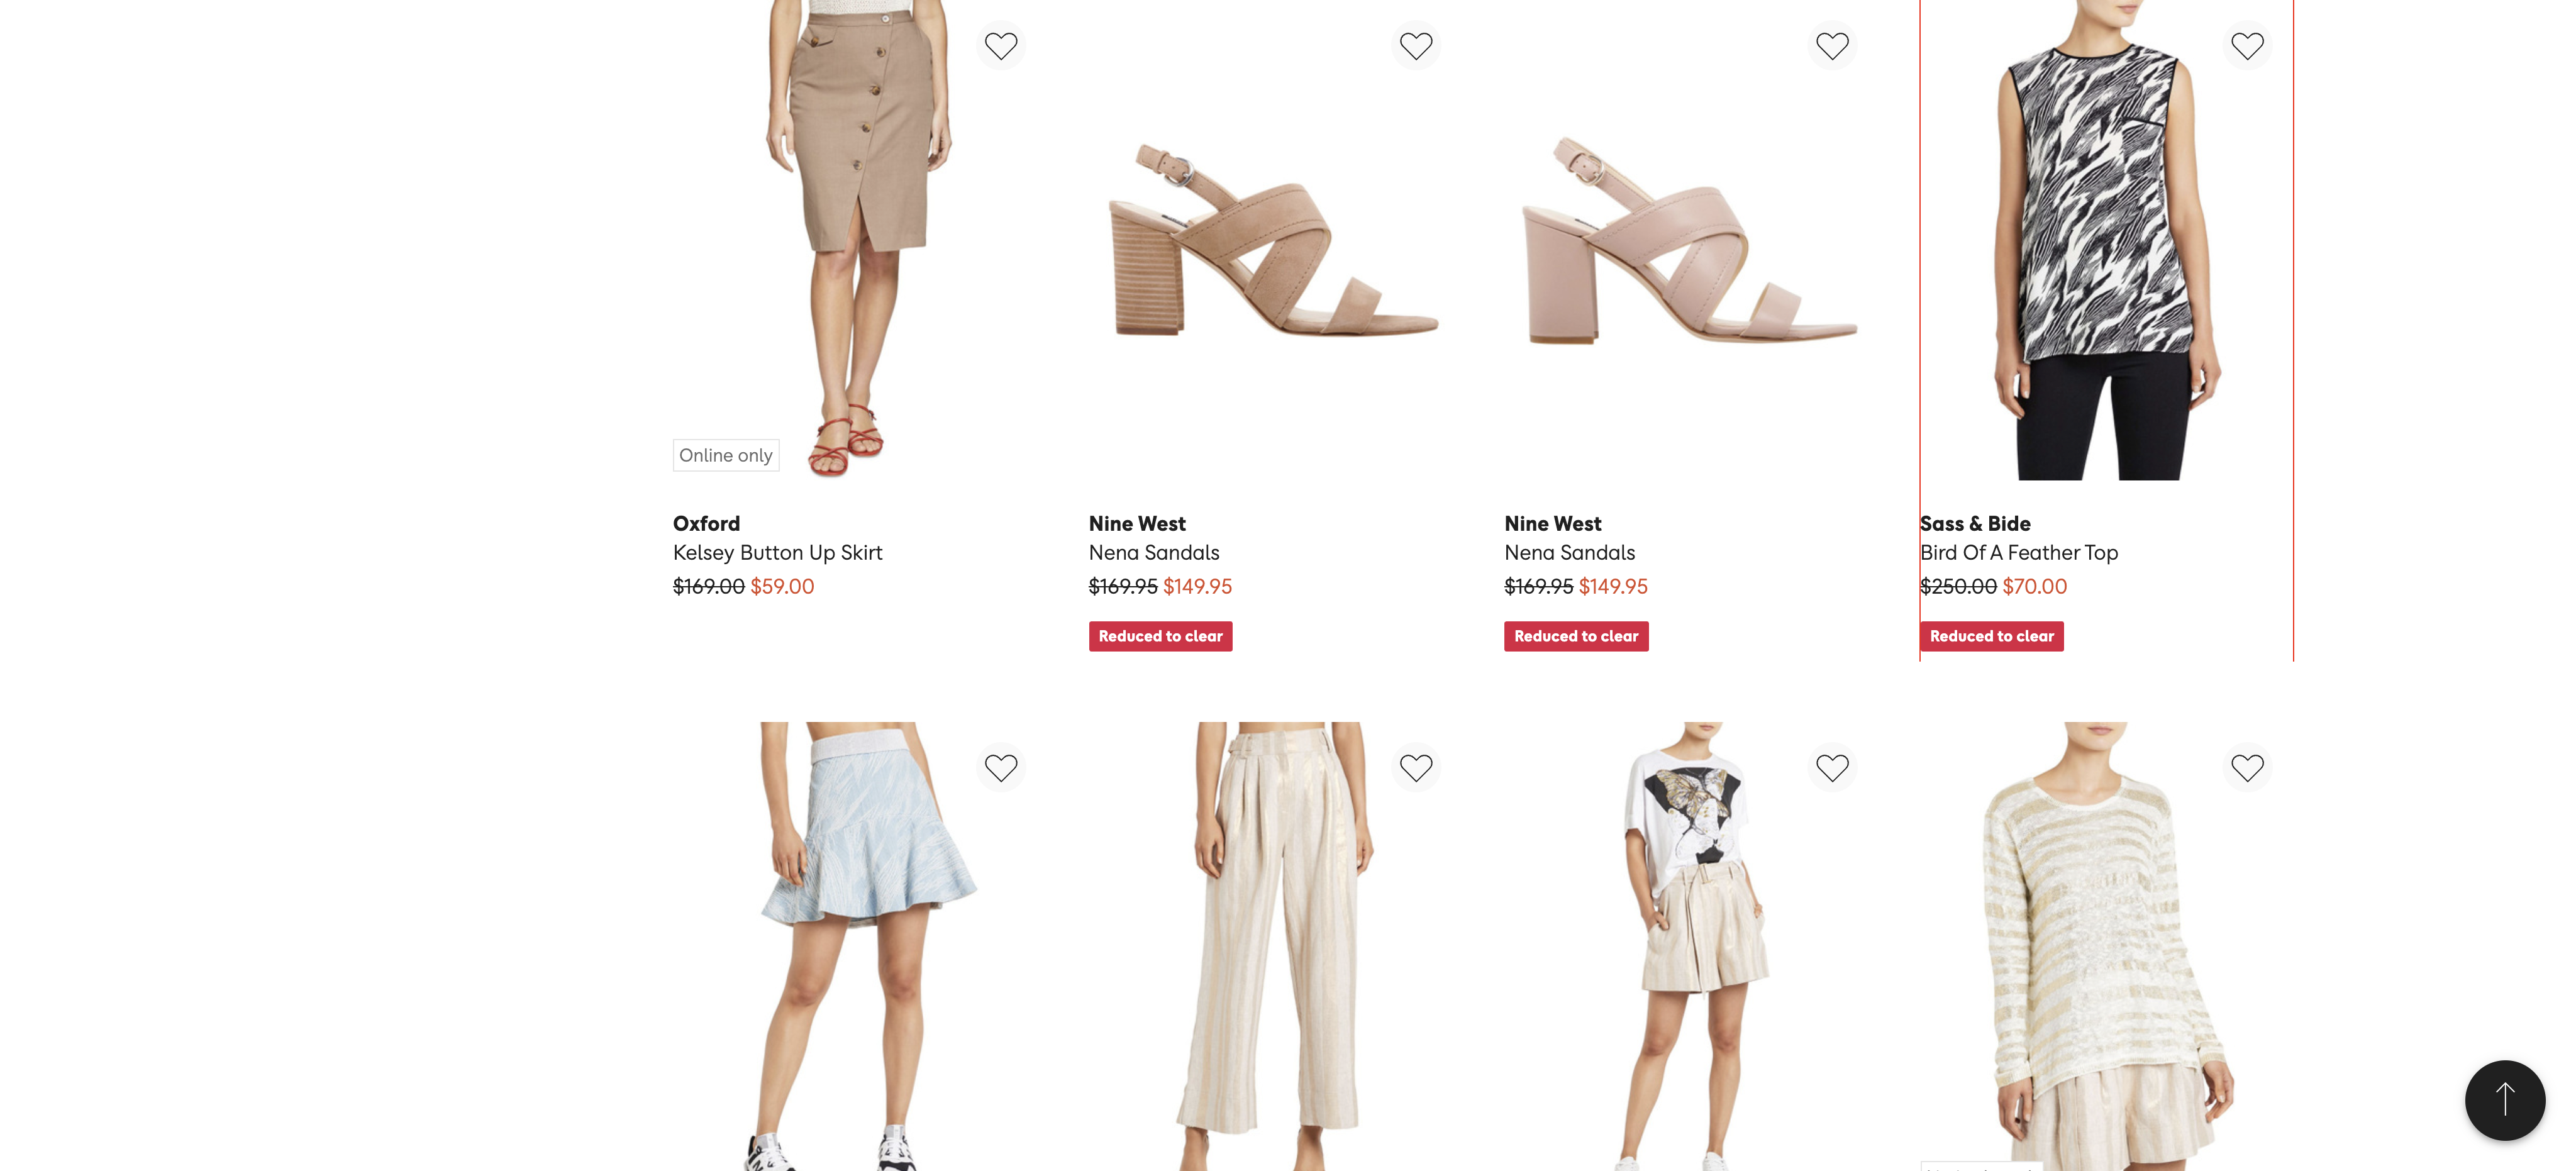 Online only
Oxford
Kelsey Button Up Skirt
$169.00 $59.00
Nine West
Nena Sandals
$169.95 $149.95
Reduced to clear
Nine West
Nena Sandals
$169.95 $149.95
Reduced to clear
Sass & Bide
Bird Of A Feather Top
$250.00 $70.00
Reduced to clear